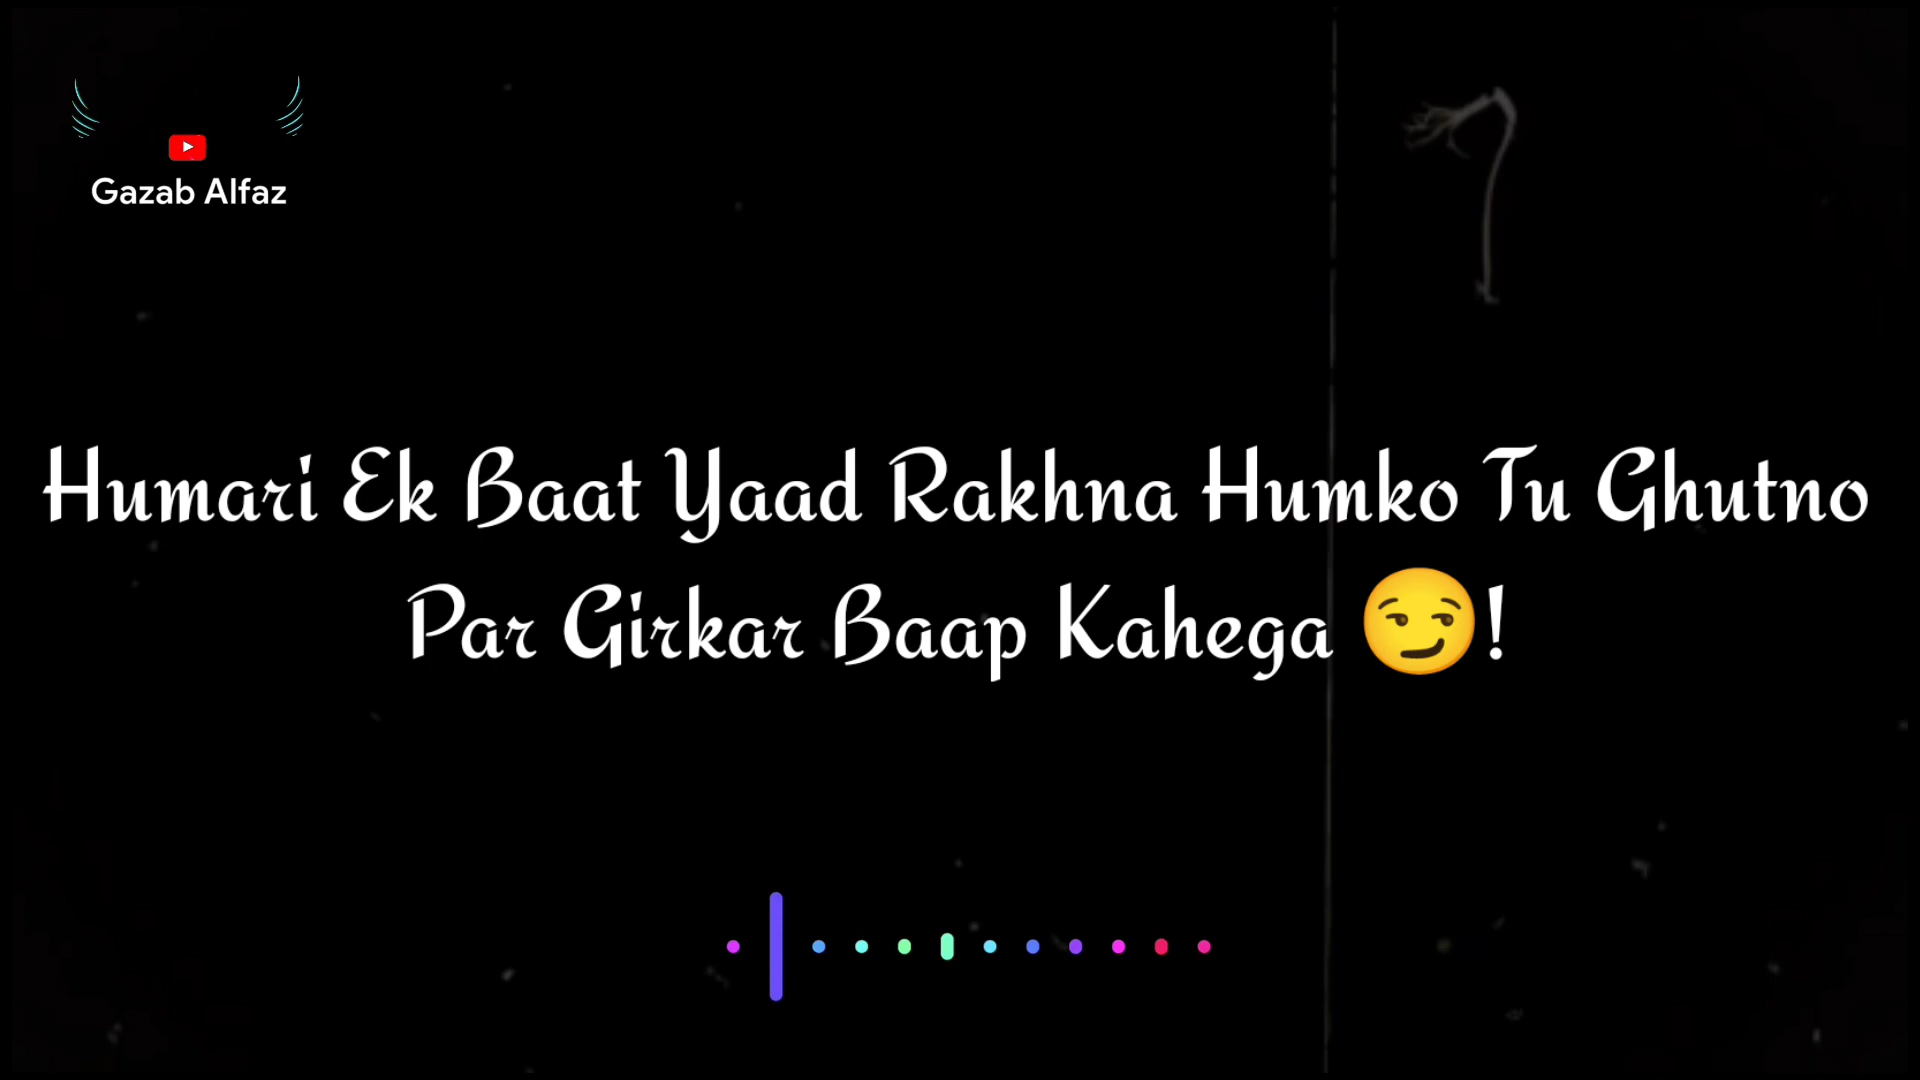 Gazab Alfaz
Humari Ek Baat Yaad Rakhna Humko Tu Ghutno
Par Girkar Baap Kahega 😏!